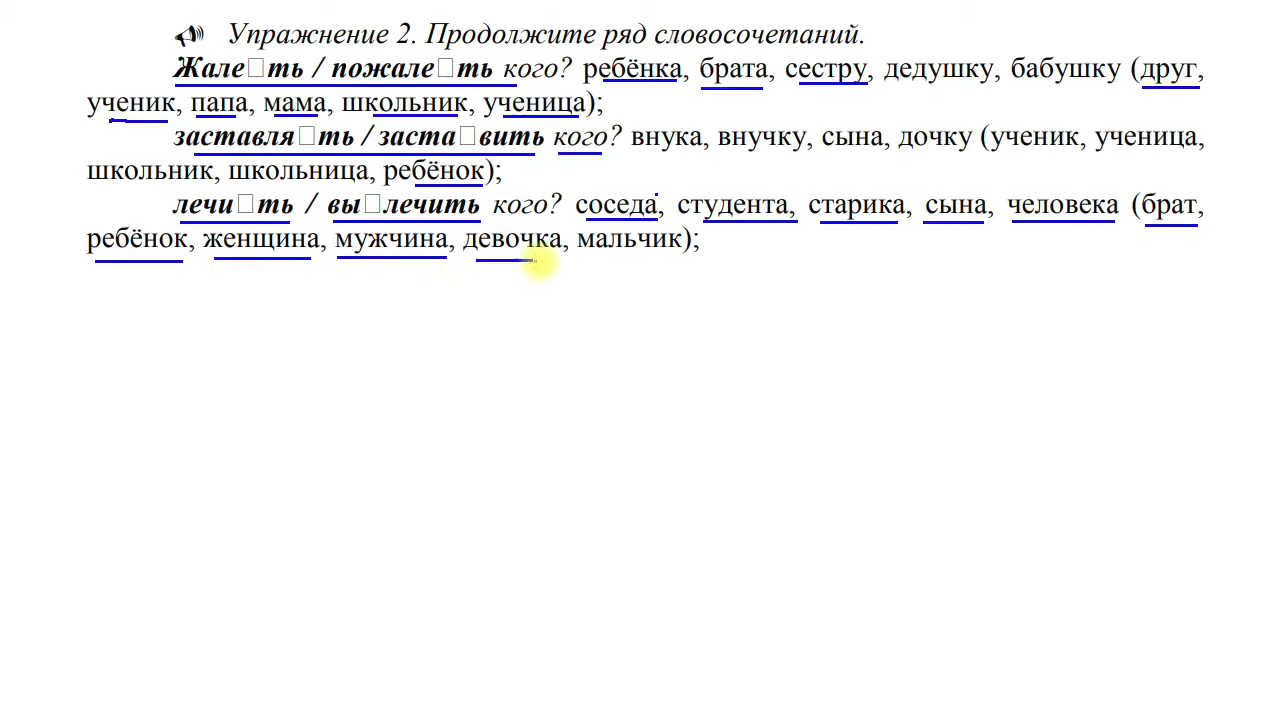 Упражнение 2. Продолжите ряд словосочетаний.
Жале□ть / пожале□ть кого? ребёнка, брата, сестру, дедушку, бабушку (друг,
ученик, папа, мама, школьник, ученица);
заставля□ть / заста□вить кого? внука, внучку, сына, дочку (ученик, ученица,
школьник, школьница, ребёнок);
лечи□ть / вы□лечить кого? соседа, студента, старика, сына, человека (брат,
ребёнок, женщина, мужчина, девочка, мальчик);